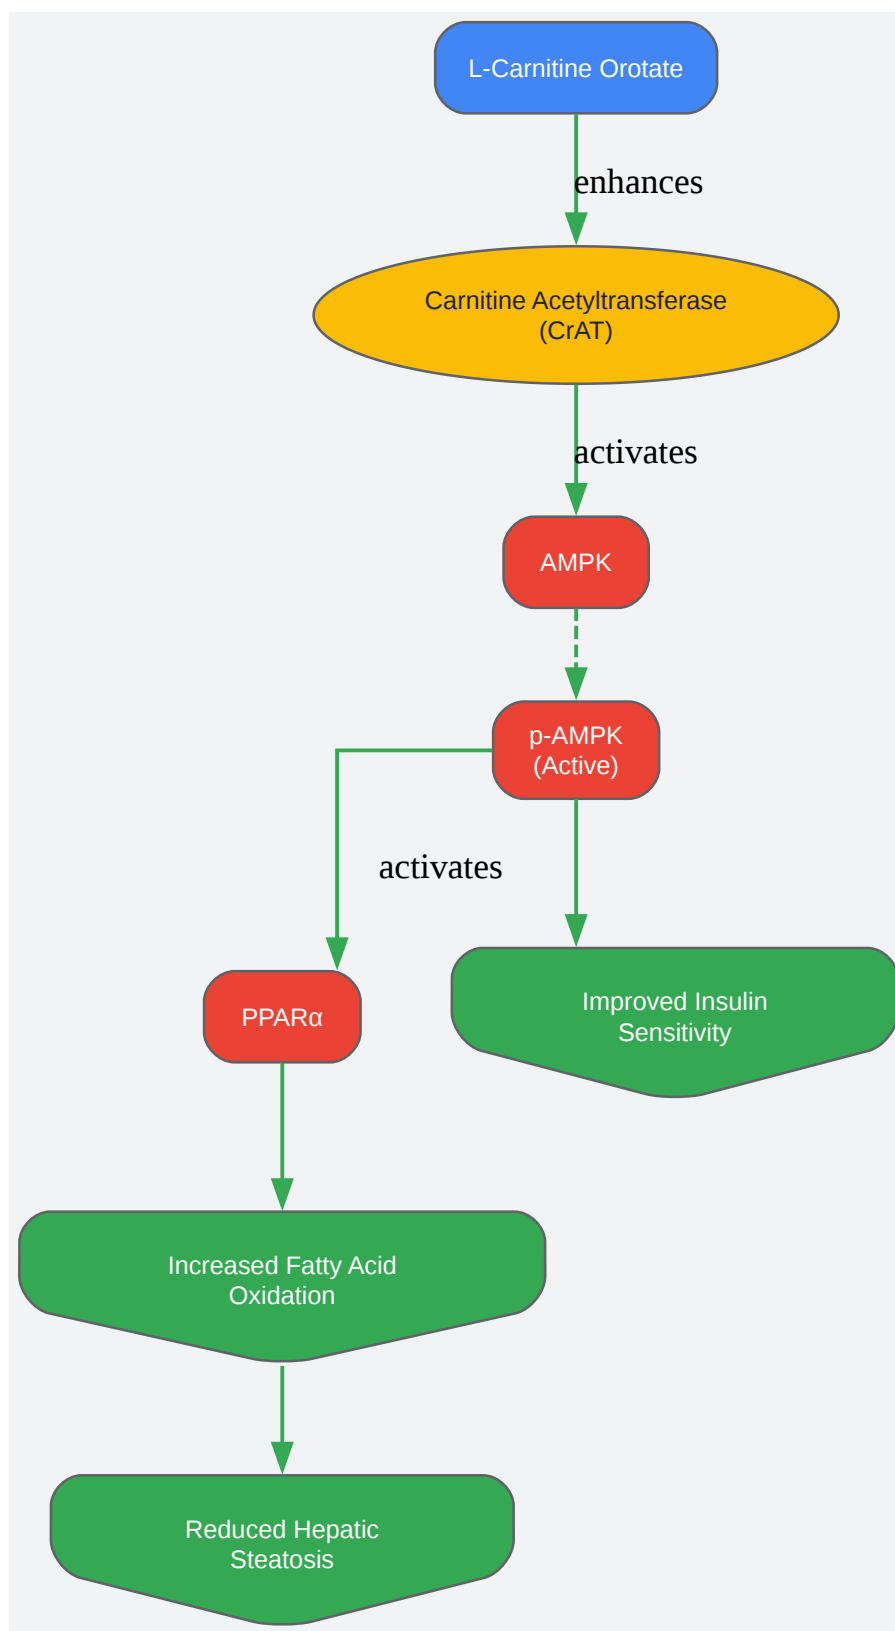 L-Carnitine Orotate
enhances
Carnitine Acetyltransferase
(CrAT)
activates
AMPK
p-AMPK
(Active)
activates
PPARα
Improved Insulin
Sensitivity
Increased Fatty Acid
Oxidation
Reduced Hepatic
Steatosis